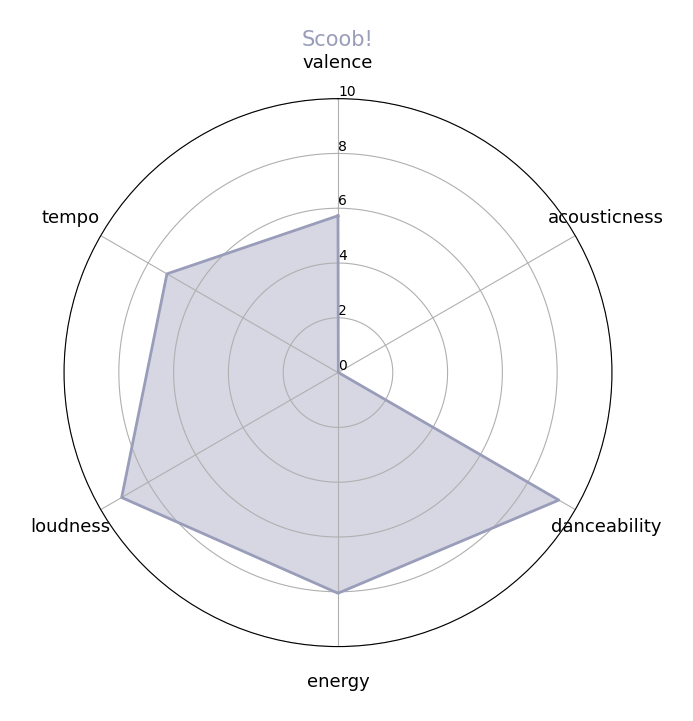 Scoob!
valence
10
8
tempo
acousticness
6
4
2
0
loudness
danceability
energy